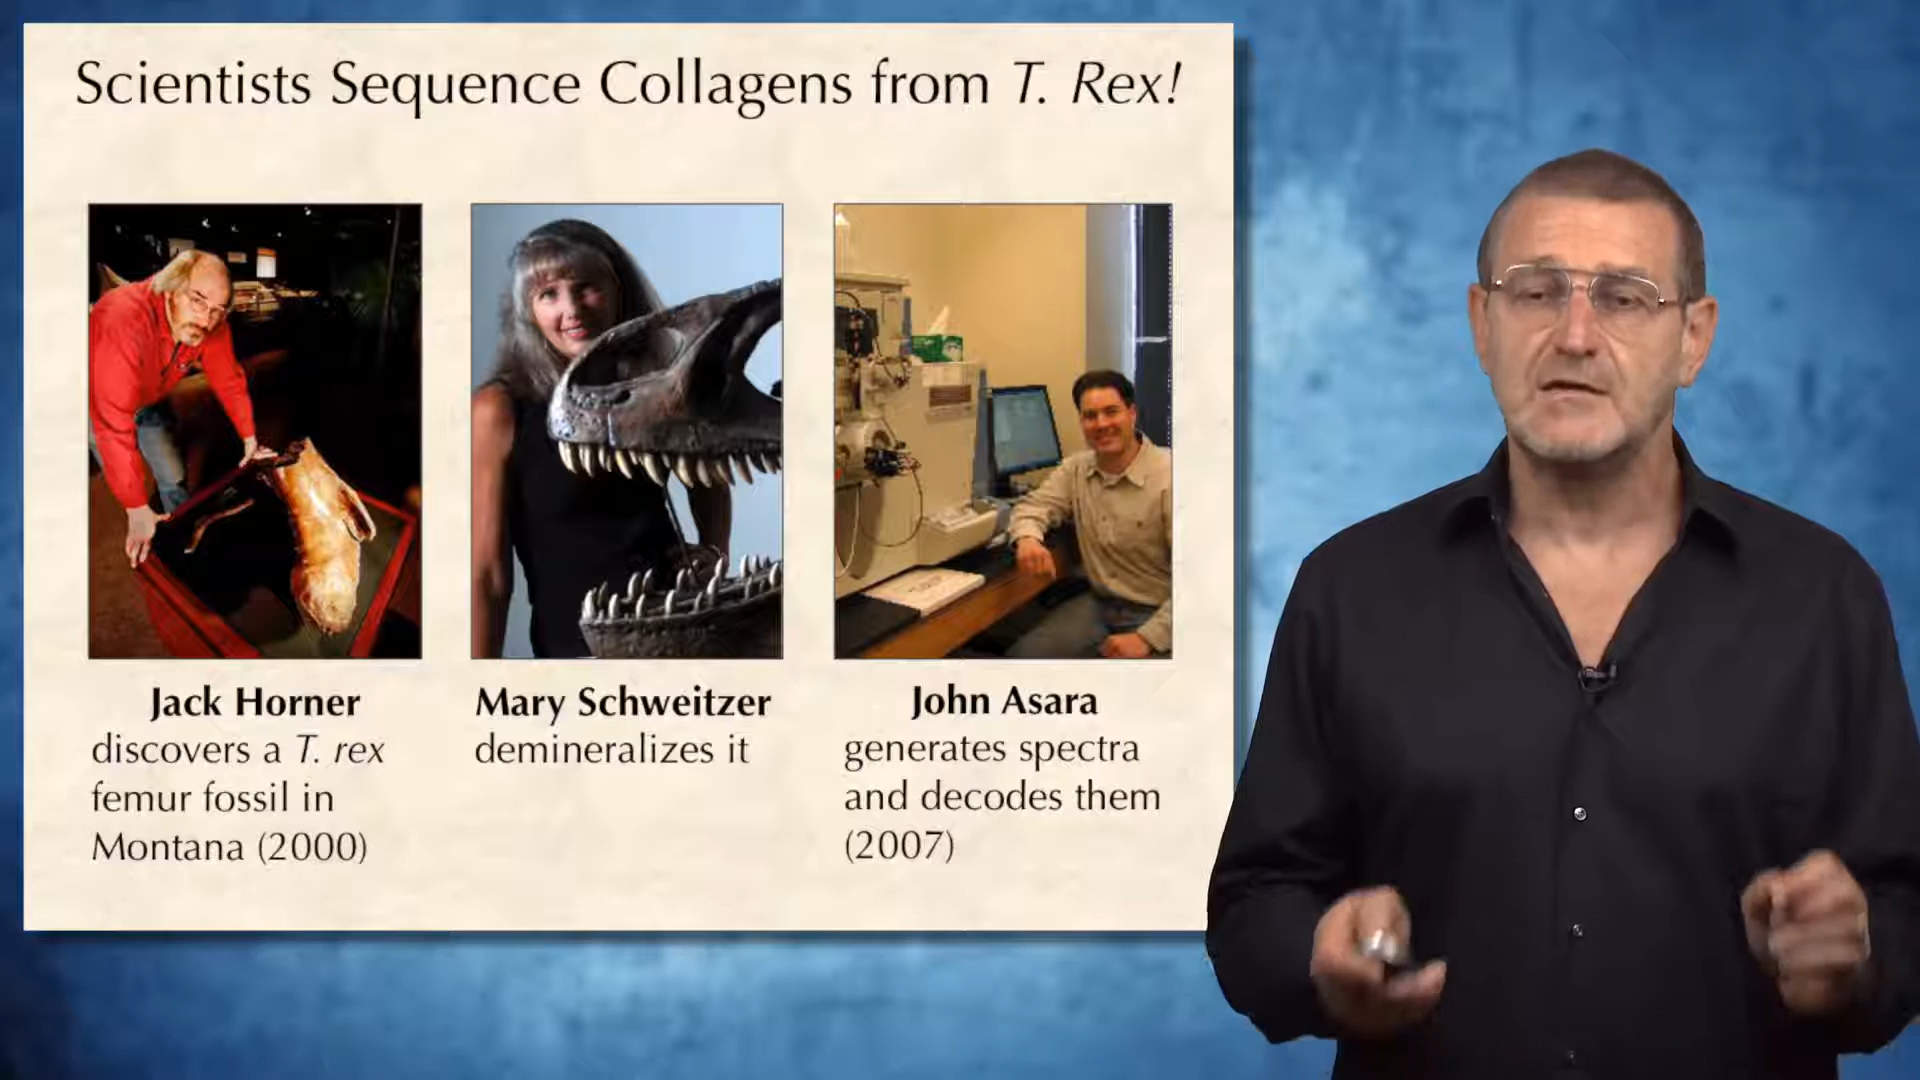 Scientists Sequence Collagens from T. Rex!
Jack Horner
discovers a T. rex
femur fossil in
Montana (2000)
Mary Schweitzer
demineralizes it
John Asara
generates spectra
and decodes them
(2007)